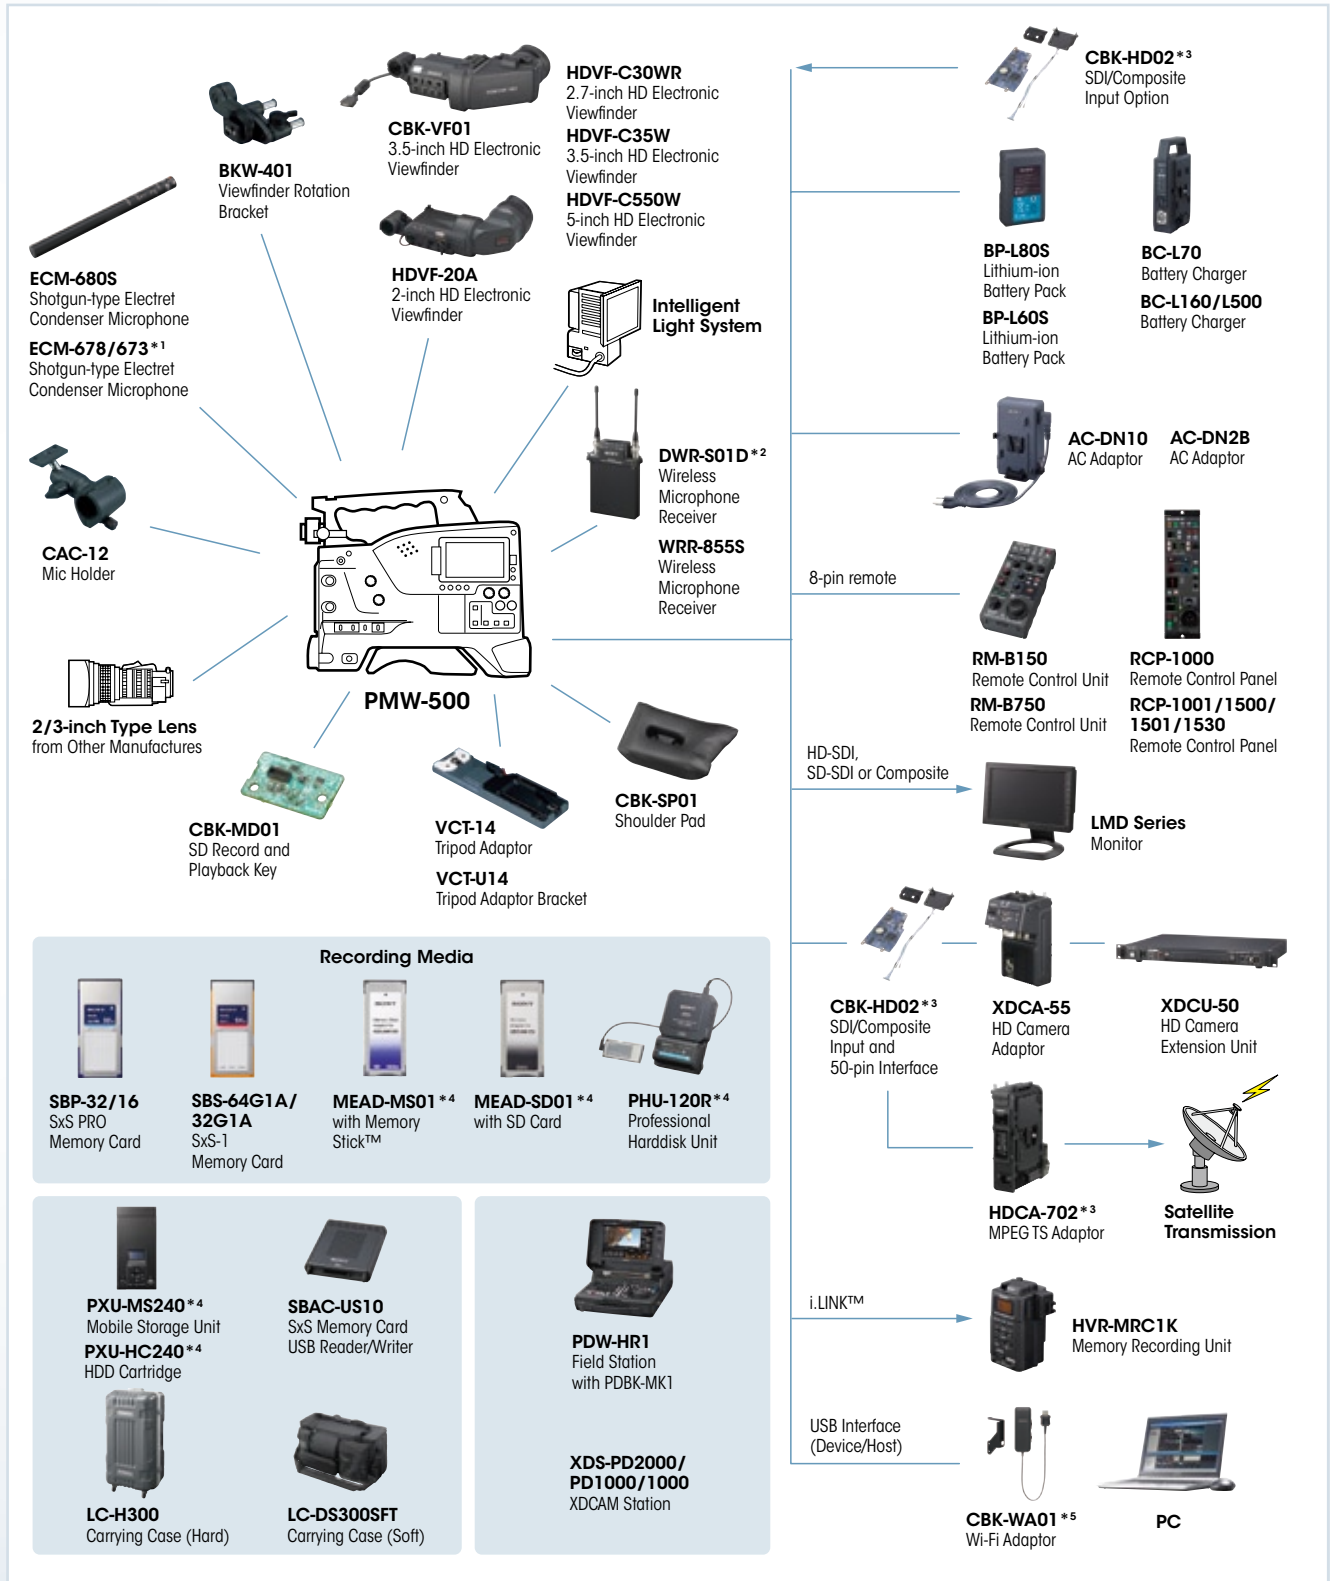 CBK-VF01
3.5-inch HD Electronic
Viewfinder
HDVF-C30WR
2.7-inch HD Electronic
Viewfinder
HDVF-C35W
3.5-inch HD Electronic
Viewfinder
HDVF-C550W
5-inch HD Electronic
Viewfinder
BKW-401
Viewfinder Rotation
Bracket
HDVF-20A
2-inch HD Electronic
Viewfinder
ECM-680S
Shotgun-type Electret
Condenser Microphone
ECM-678/673*1
Shotgun-type Electret
Condenser Microphone
Intelligent
Light System
DWR-S01D*2
Wireless
Microphone
Receiver
WRR-855S
Wireless
Microphone
Receiver
CAC-12
Mic Holder
PMW-500
2/3-inch Type Lens
from Other Manufactures
CBK-MD01
SD Record and
Playback Key
VCT-14
Tripod Adaptor
VCT-U14
Tripod Adaptor Bracket
CBK-SP01
Shoulder Pad
CBK-HD02*3
SDI/Composite
Input Option
BP-L80S
Lithium-ion
Battery Pack
BP-L60S
Lithium-ion
Battery Pack
BC-L70
Battery Charger
BC-L160/L500
Battery Charger
AC-DN10
AC Adaptor
AC-DN2B
AC Adaptor
8-pin remote
RM-B150
Remote Control Unit
RM-B750
Remote Control Unit
RCP-1000
Remote Control Panel
RCP-1001/1500/
1501/1530
Remote Control Panel
HD-SDI,
SD-SDI or Composite
LMD Series
Monitor
CBK-HD02*3
SDI/Composite
Input and
50-pin Interface
XDCA-55
HD Camera
Adaptor
XDCU-50
HD Camera
Extension Unit
HDCA-702*3
MPEG TS Adaptor
Satellite
Transmission
i.LINK™
HVR-MRC1K
Memory Recording Unit
USB Interface
(Device/Host)
CBK-WA01*5
Wi-Fi Adaptor
PC
Recording Media
SBP-32/16
SxS PRO
Memory Card
SBS-64G1A/
32G1A
SxS-1
Memory Card
MEAD-MS01*4
with Memory
Stick™
MEAD-SD01*4
with SD Card
PHU-120R*4
Professional
Harddisk Unit
PXU-MS240*4
Mobile Storage Unit
PXU-HC240*4
HDD Cartridge
SBAC-US10
SxS Memory Card
USB Reader/Writer
LC-H300
Carrying Case (Hard)
LC-DS300SFT
Carrying Case (Soft)
PDW-HR1
Field Station
with PDBK-MK1
XDS-PD2000/
PD1000/1000
XDCAM Station